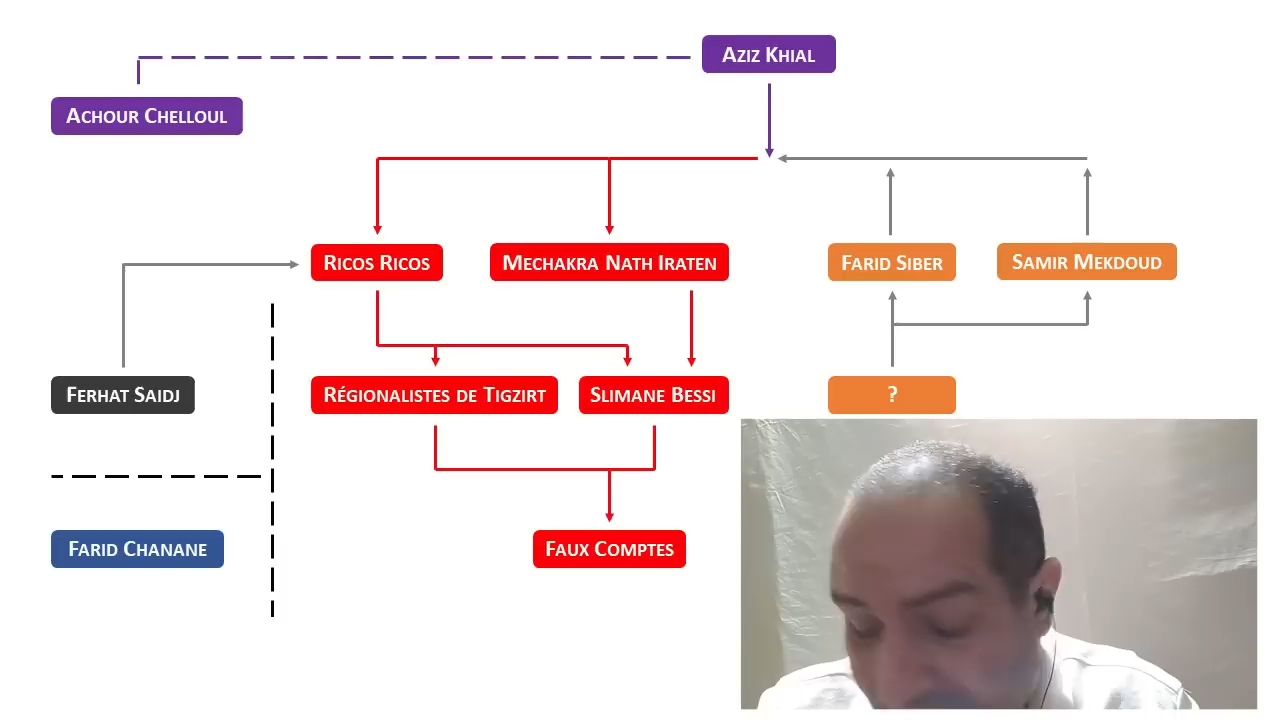 Aziz Khial
Achour Chelloul
Ricos Ricos
Mechakra Nath Iraten
Farid Siber
Samir Mekdoud
Ferhat Saidj
Régionalistes de Tigzirt
Slimane Bessi
?
Farid Chanane
Faux Comptes